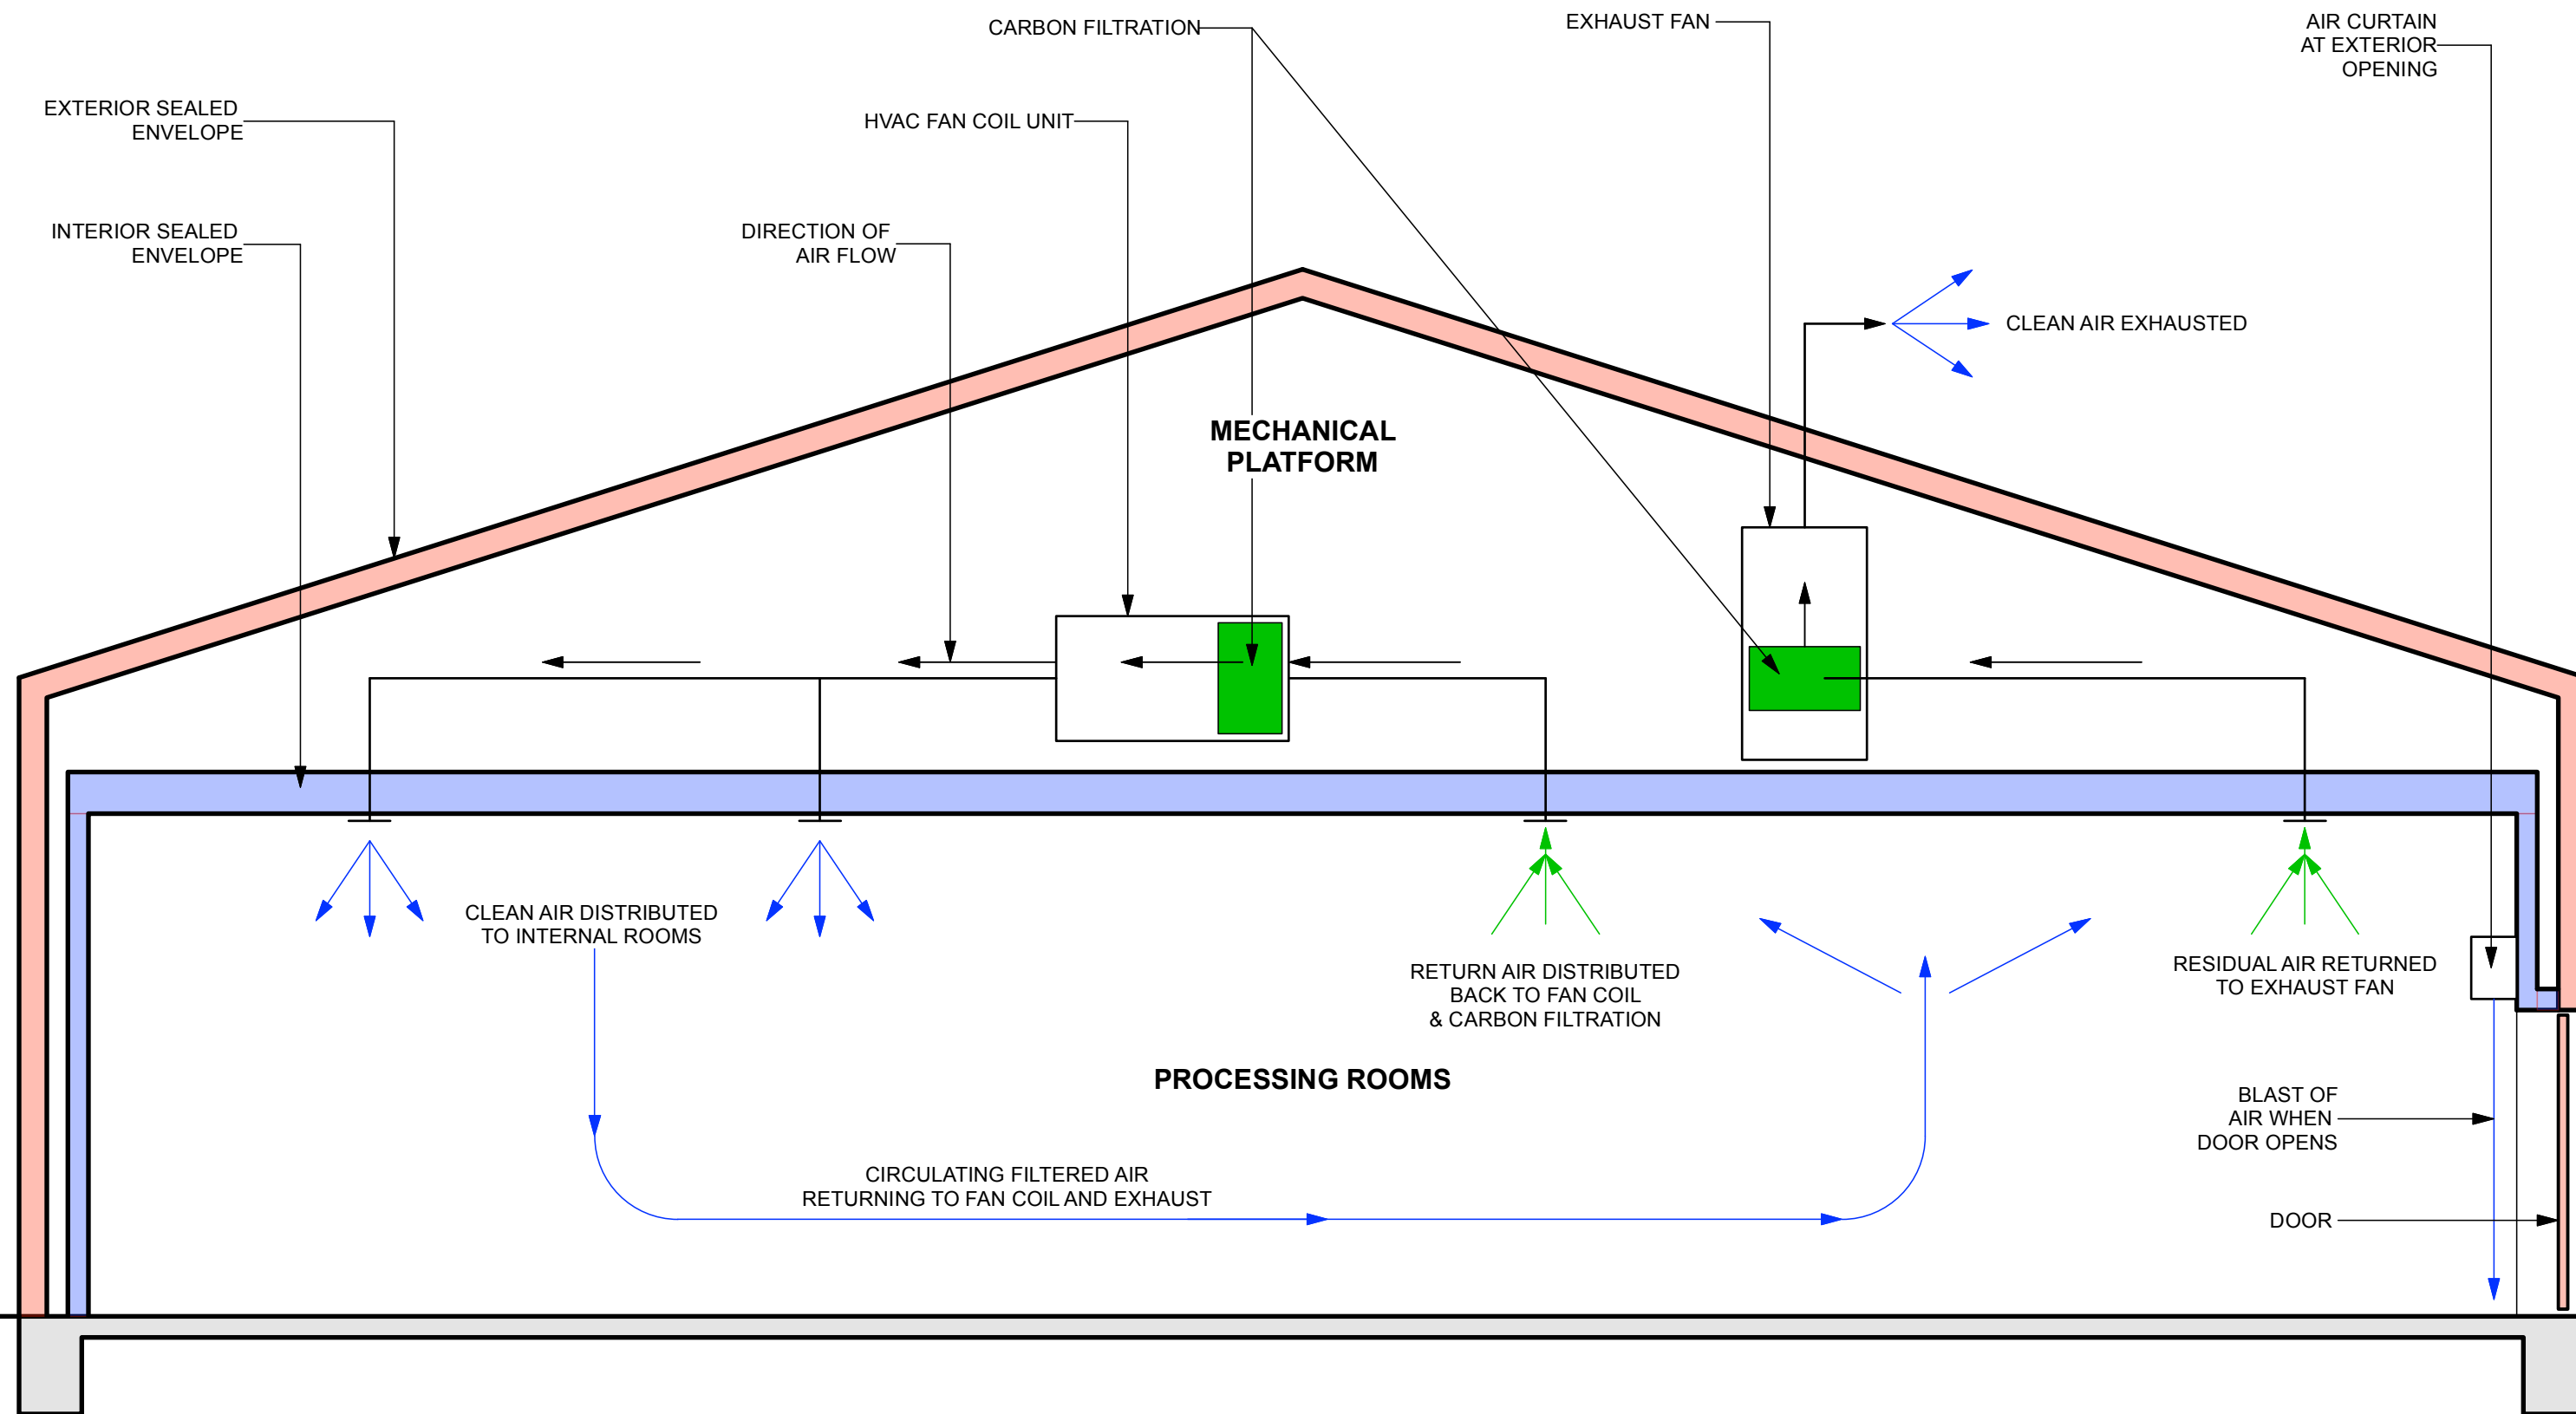 CARBON FILTRATION
EXHAUST FAN
AIR CURTAIN
AT EXTERIOR
OPENING
EXTERIOR SEALED
ENVELOPE
HVAC FAN COIL UNIT
INTERIOR SEALED
ENVELOPE
DIRECTION OF
AIR FLOW
CLEAN AIR EXHAUSTED
MECHANICAL
PLATFORM
CLEAN AIR DISTRIBUTED
TO INTERNAL ROOMS
RETURN AIR DISTRIBUTED
BACK TO FAN COIL
& CARBON FILTRATION
RESIDUAL AIR RETURNED
TO EXHAUST FAN
PROCESSING ROOMS
BLAST OF
AIR WHEN
DOOR OPENS
CIRCULATING FILTERED AIR
RETURNING TO FAN COIL AND EXHAUST
DOOR